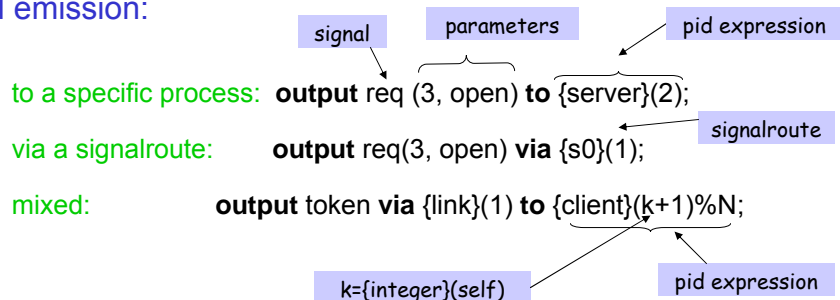 emission:
signal
parameters
pid expression
to a specific process: output req (3, open) to {server}(2);
signalroute
via a signalroute: output req(3, open) via {s0}(1);
mixed: output token via {link}(1) to {client}(k+1)%N;
k={integer}(self)
pid expression